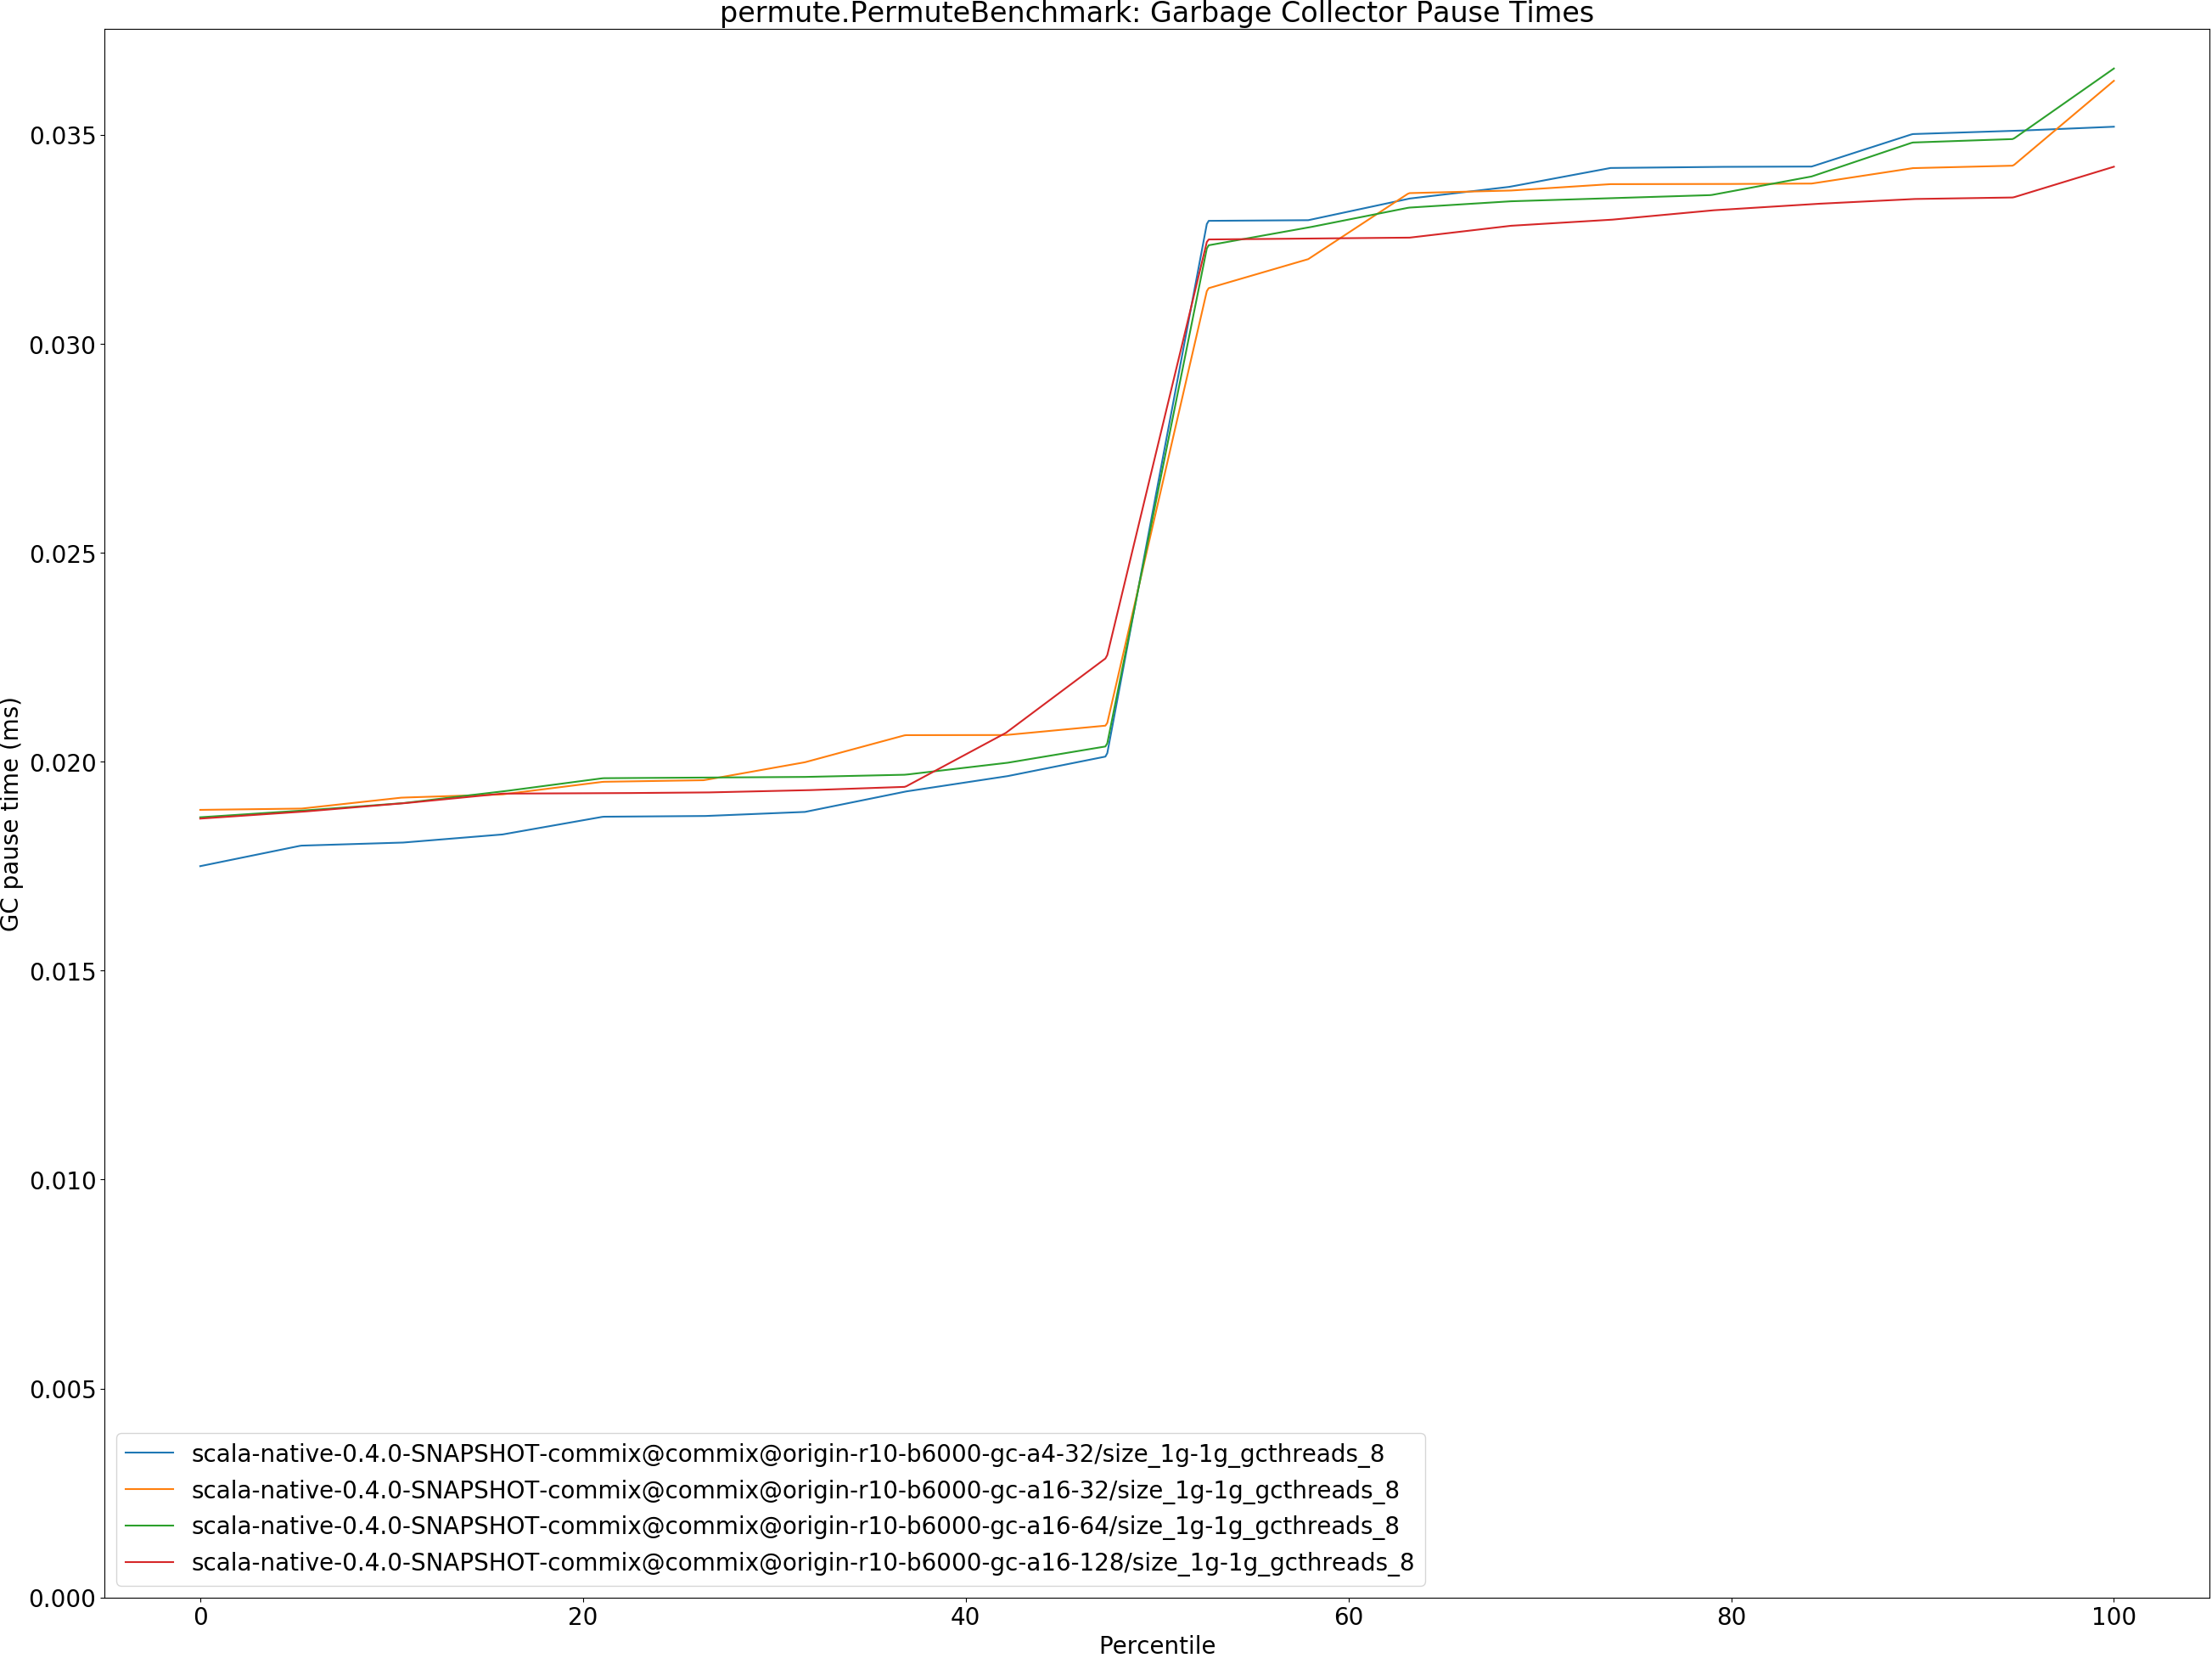 permute.PermuteBenchmark: Garbage Collector Pause Times
GC pause time (ms)
0.035
0.030
0.025
0.020
0.015
0.010
0.005
0.000
scala-native-0.4.0-SNAPSHOT-commix@commix@origin-r10-b6000-gc-a4-32/size_1g-1g_gcthreads_8
scala-native-0.4.0-SNAPSHOT-commix@commix@origin-r10-b6000-gc-a16-32/size_1g-1g_gcthreads_8
scala-native-0.4.0-SNAPSHOT-commix@commix@origin-r10-b6000-gc-a16-64/size_1g-1g_gcthreads_8
scala-native-0.4.0-SNAPSHOT-commix@commix@origin-r10-b6000-gc-a16-128/size_1g-1g_gcthreads_8
0 20 40 60 80 100
Percentile